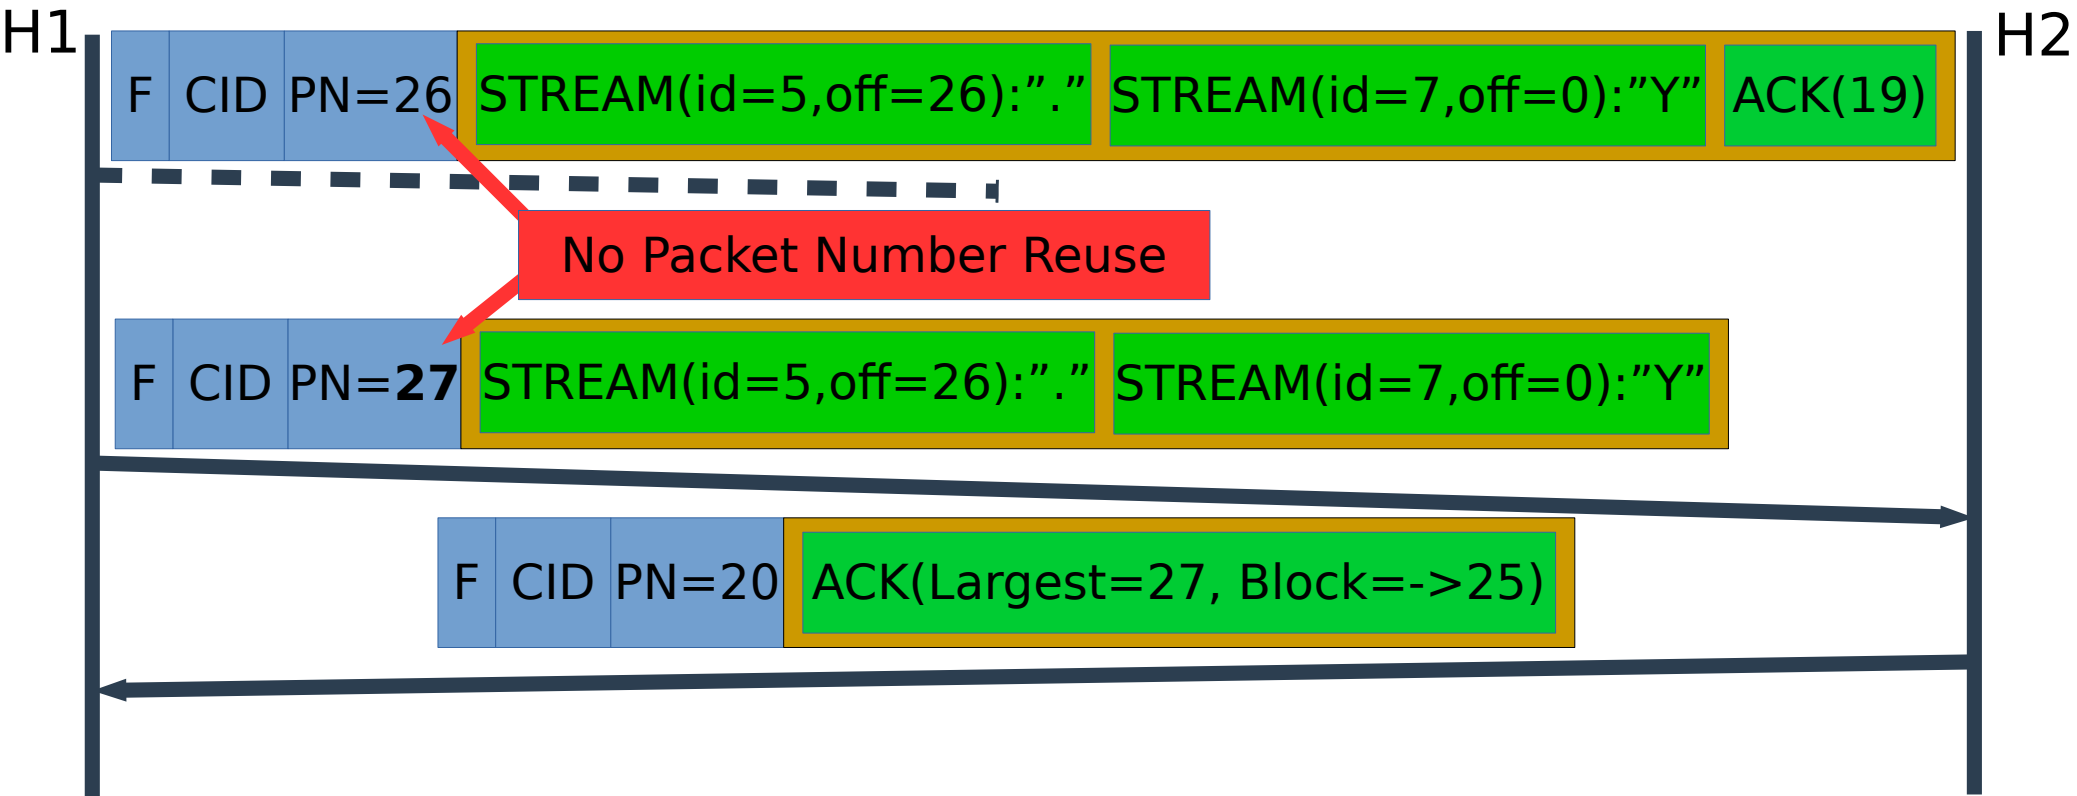 H1
H2
F CID PN=26 STREAM(id=5,off=26):”.” STREAM(id=7,off=0):”Y” ACK(19)
No Packet Number Reuse
F CID PN=27 STREAM(id=5,off=26):”.” STREAM(id=7,off=0):”Y”
F CID PN=20 ACK(Largest=27, Block=->25)